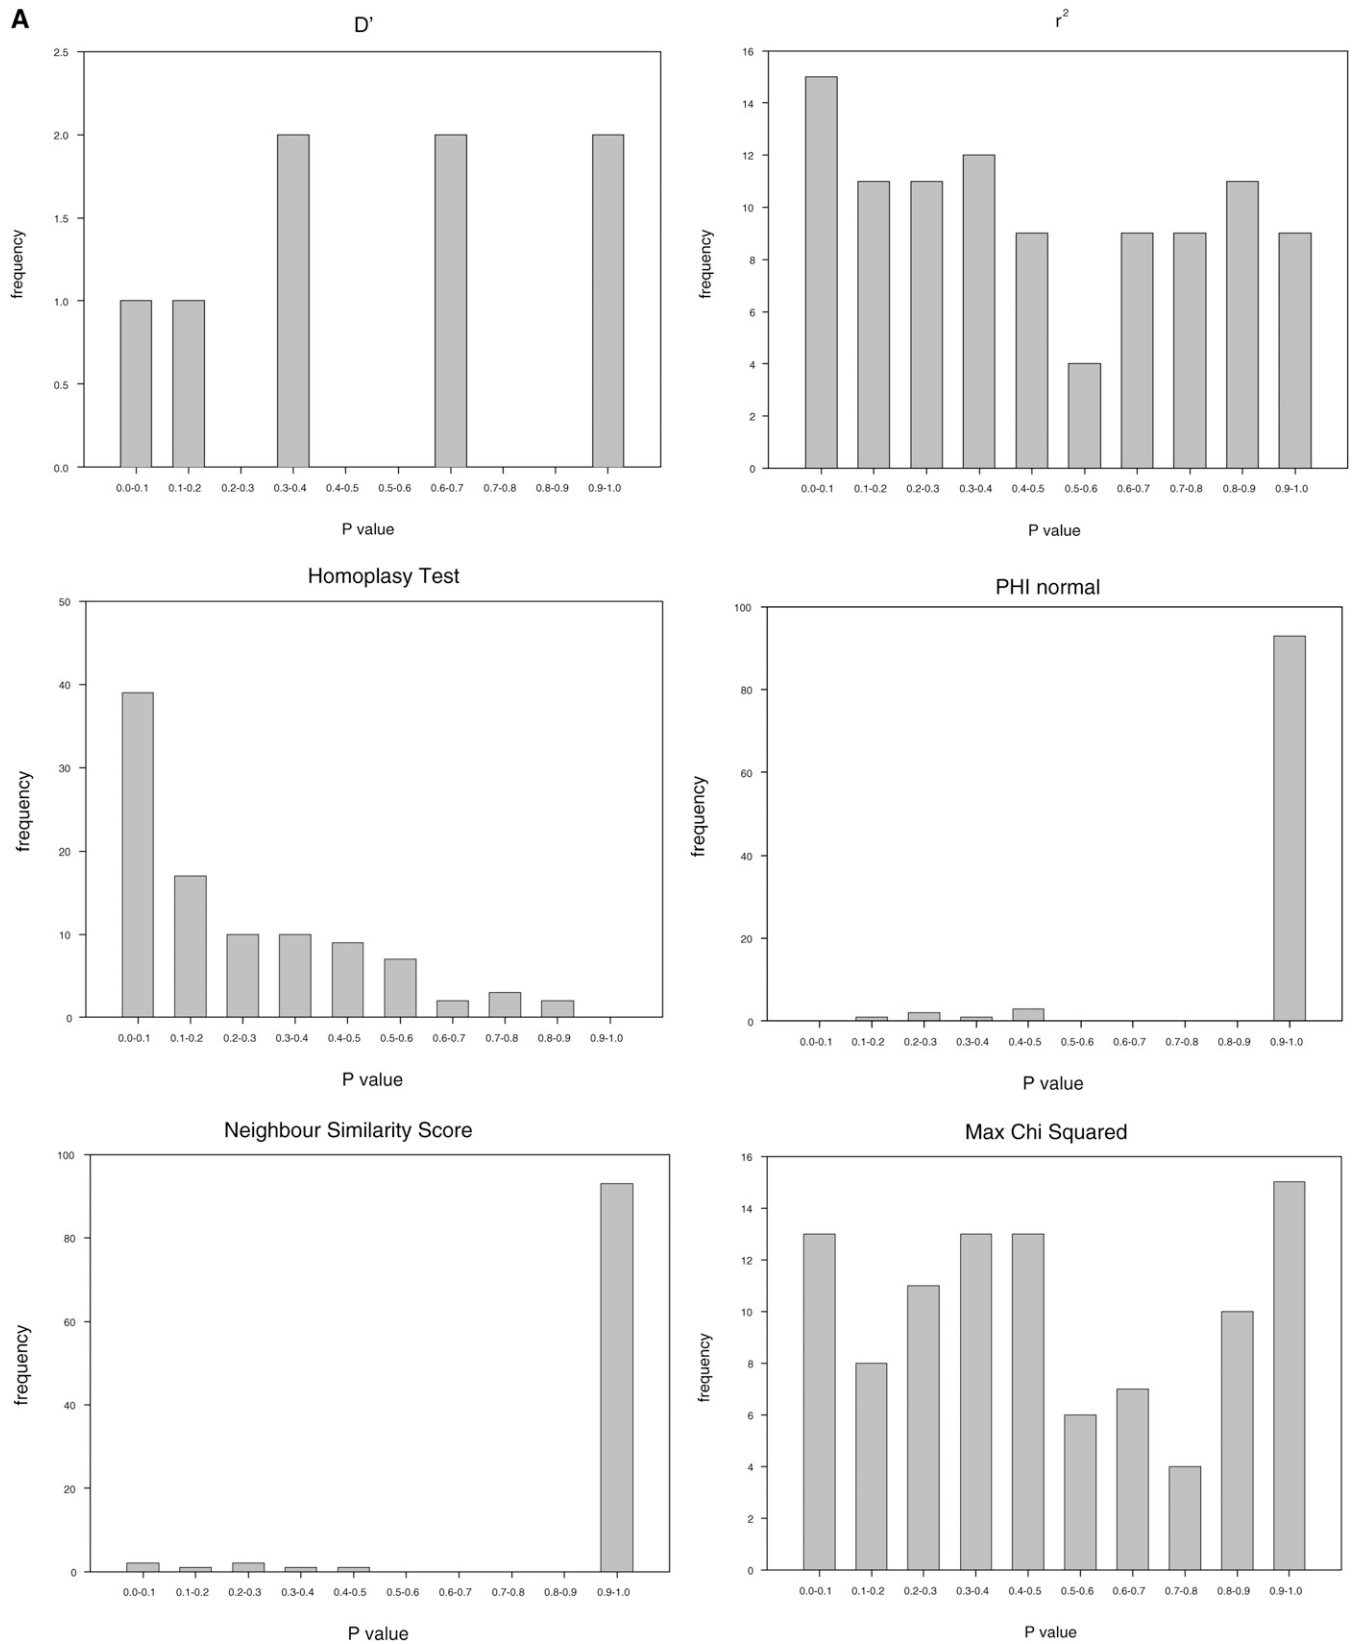 A
D’
2.5
2.0
1.5
1.0
0.5
0.0
frequency
0.0-0.1 0.1-0.2 0.2-0.3 0.3-0.4 0.4-0.5 0.5-0.6 0.6-0.7 0.7-0.8 0.8-0.9 0.9-1.0
P value
r2
16
14
12
10
8
6
4
2
0
frequency
0.0-0.1 0.1-0.2 0.2-0.3 0.3-0.4 0.4-0.5 0.5-0.6 0.6-0.7 0.7-0.8 0.8-0.9 0.9-1.0
P value
Homoplasy Test
50
40
30
20
10
0
frequency
0.0-0.1 0.1-0.2 0.2-0.3 0.3-0.4 0.4-0.5 0.5-0.6 0.6-0.7 0.7-0.8 0.8-0.9 0.9-1.0
P value
PHI normal
100
80
60
40
20
0
frequency
0.0-0.1 0.1-0.2 0.2-0.3 0.3-0.4 0.4-0.5 0.5-0.6 0.6-0.7 0.7-0.8 0.8-0.9 0.9-1.0
P value
Neighbour Similarity Score
100
80
60
40
20
0
frequency
0.0-0.1 0.1-0.2 0.2-0.3 0.3-0.4 0.4-0.5 0.5-0.6 0.6-0.7 0.7-0.8 0.8-0.9 0.9-1.0
P value
Max Chi Squared
16
14
12
10
8
6
4
2
0
frequency
0.0-0.1 0.1-0.2 0.2-0.3 0.3-0.4 0.4-0.5 0.5-0.6 0.6-0.7 0.7-0.8 0.8-0.9 0.9-1.0
P value